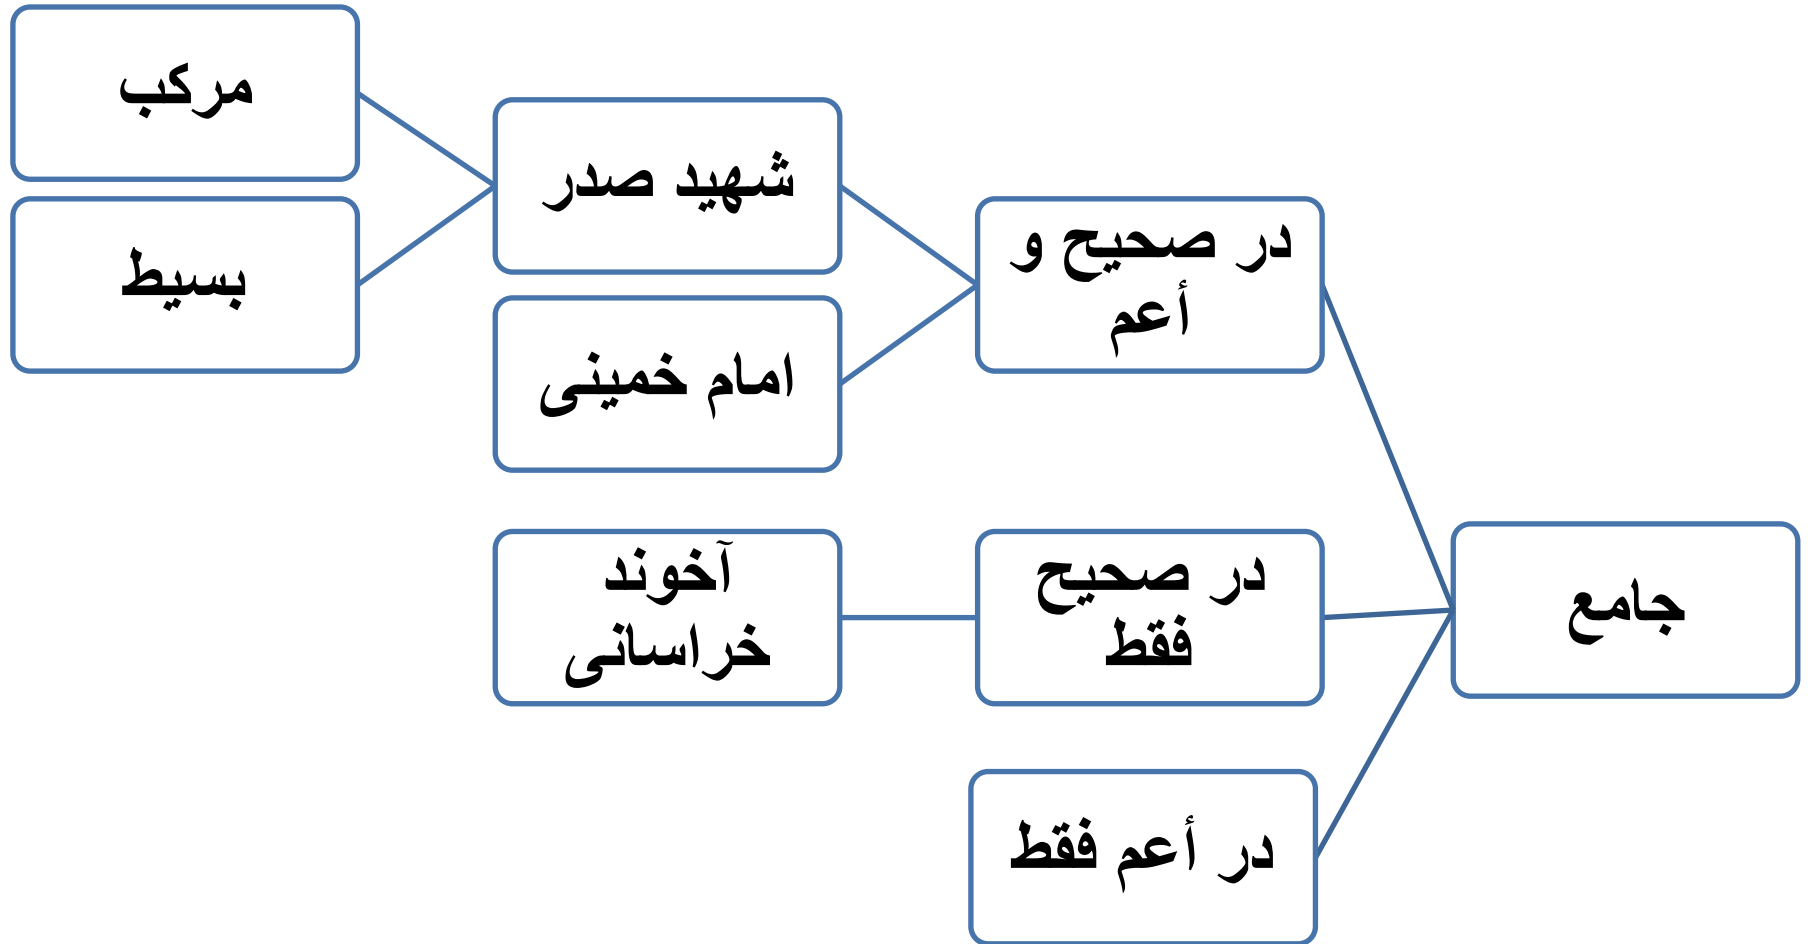 جامع
در صحیح و
أعم
شهید صدر
مرکب
بسیط
امام خمینی
در صحیح
فقط
آخوند
خراسانی
در أعم فقط